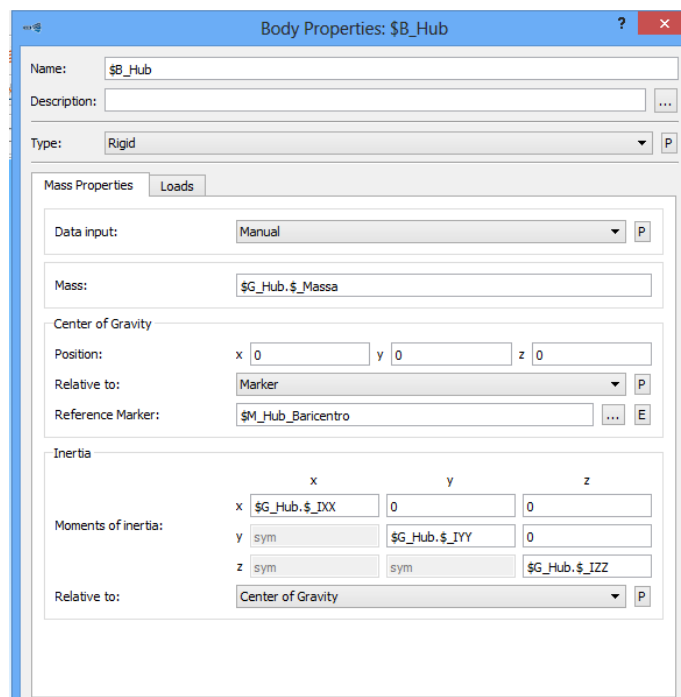 Body Properties: $B_Hub ? ×
Name: $B_Hub
Description: ...
Type: Rigid P
Mass Properties Loads
Data input: Manual P
Mass: $G_Hub.$_Massa
Center of Gravity
Position: x 0 y 0 z 0
Relative to: Marker P
Reference Marker: $M_Hub_Baricentro ... E
Inertia
x y z
x $G_Hub.$_IXX 0 0
Moments of inertia: y sym $G_Hub.$_IYY 0
z sym sym $G_Hub.$_IZZ
Relative to: Center of Gravity P